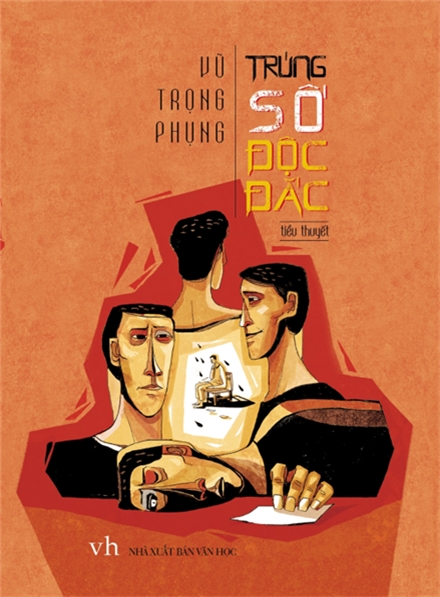 VŨ
TRỌNG
PHỤNG
TRÚNG
SỐ
ĐỘC
ĐẮC
tiểu thuyết
vh NHÀ XUẤT BẢN VĂN HỌC